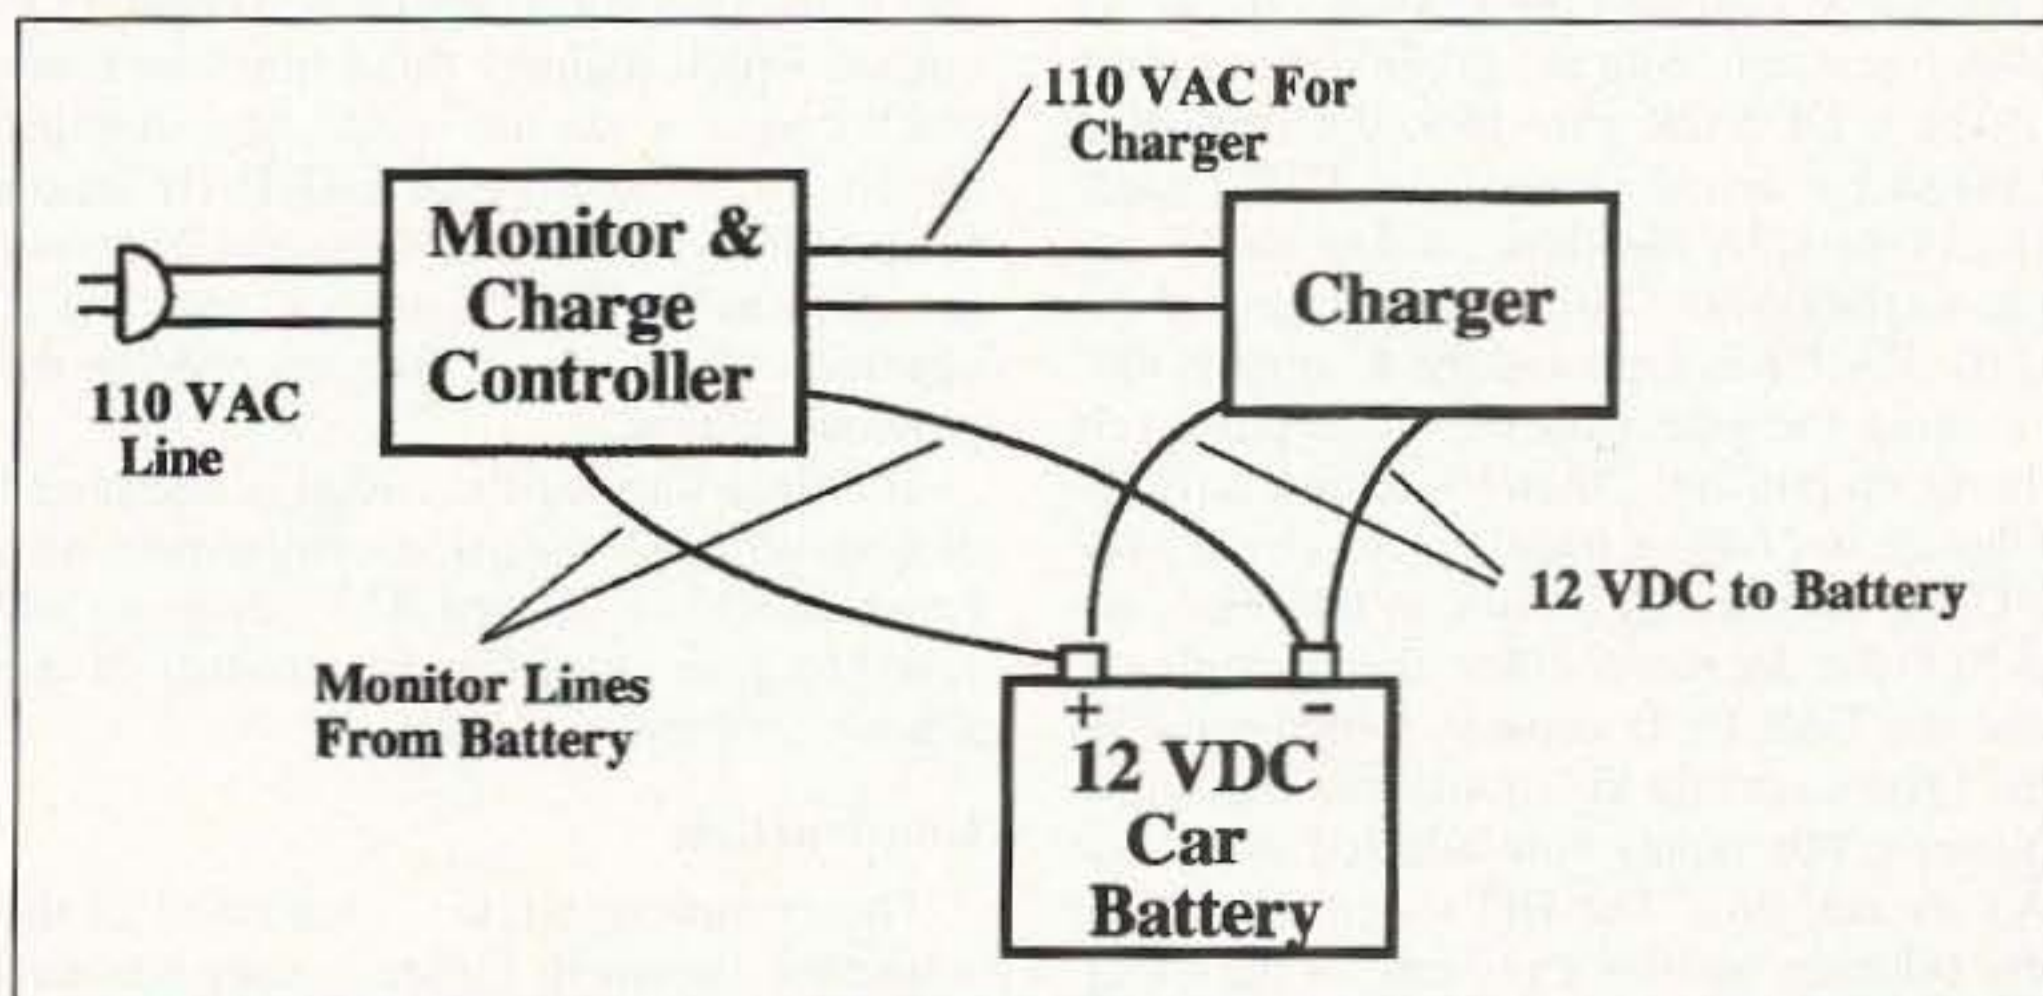 110 VAC For
Charger
Monitor &
Charge
Controller
Charger
110 VAC
Line
12 VDC to Battery
Monitor Lines
From Battery
+ −
12 VDC
Car
Battery